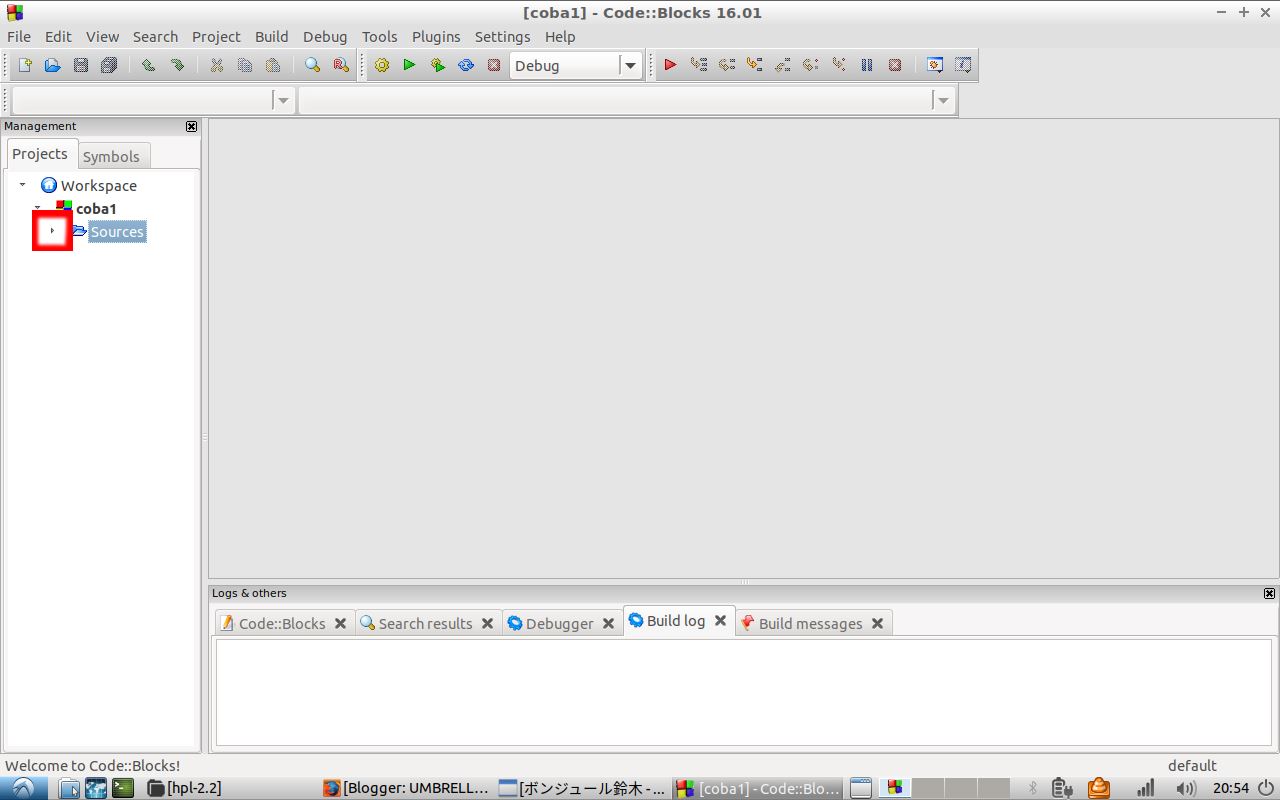 [coba1] - Code::Blocks 16.01
File Edit View Search Project Build Debug Tools Plugins Settings Help
Debug
Management
Projects Symbols
Workspace
coba1
Sources
Logs & others
Code::Blocks Search results Debugger Build log Build messages
Welcome to Code::Blocks!
default
[hpl-2.2] [Blogger: UMBRELL... [ボンジュール鈴木 -... [coba1] - Code::Blo... 20:54